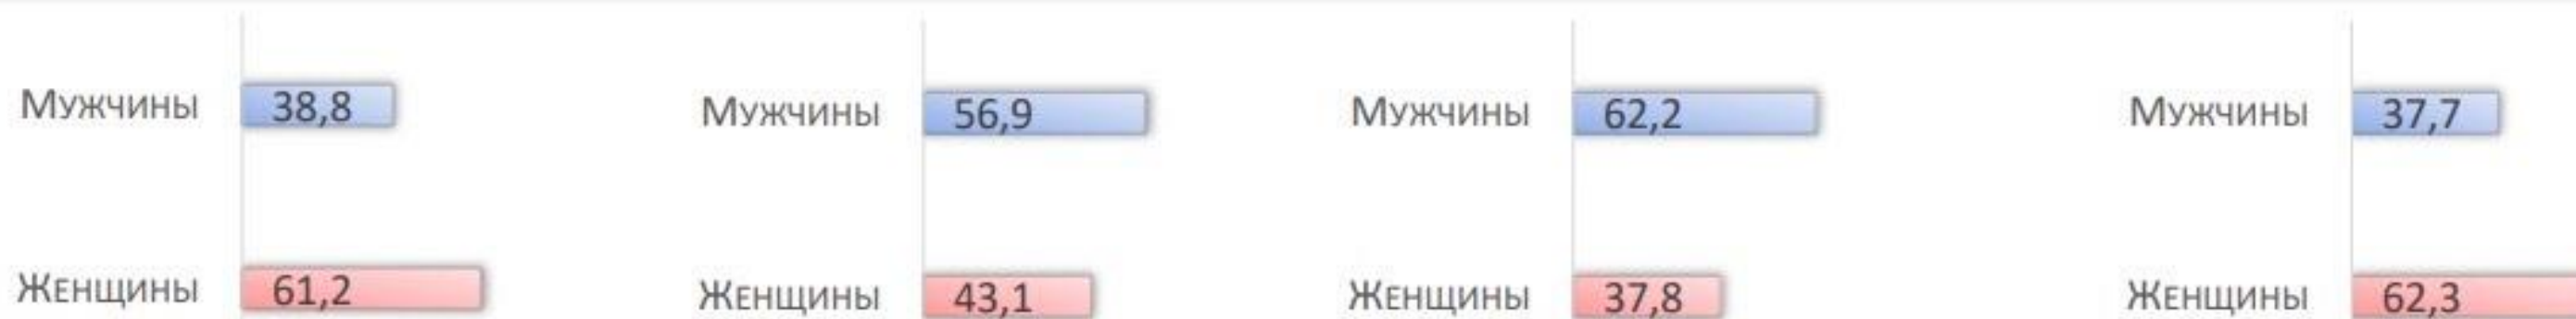 Мужчины 38,8 Мужчины 56,9 Мужчины 62,2 Мужчины 37,7
Женщины 61,2 Женщины 43,1 Женщины 37,8 Женщины 62,3